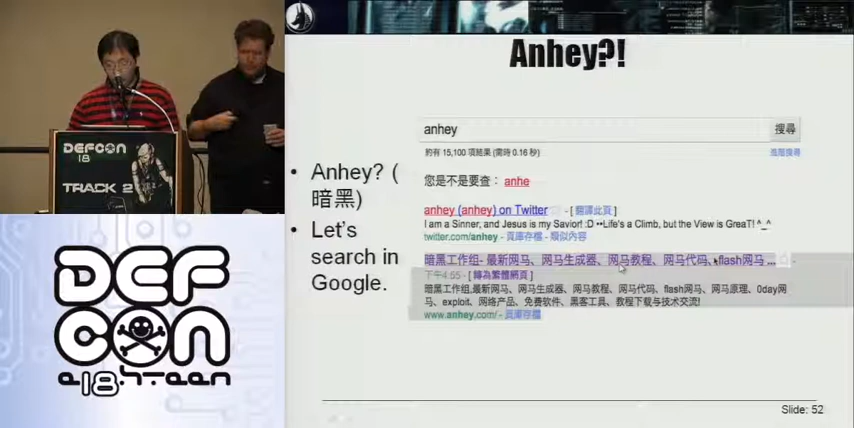 DEFCON
18
TRACK 2
DEF
CON
e18hteen
Anhey?!
• Anhey? (
暗黑)
• Let's
search in
Google.
anhey
搜尋
約有 15,100 項結果 (需時 0.16 秒)
進階搜尋
您是不是要查： anhe
anhey (anhey) on Twitter - [ 翻譯此頁 ]
I am a Sinner, and Jesus is my Savior! :D ••Life's a Climb, but the View is GreaT! ^_^
twitter.com/anhey - 頁庫存檔 - 類似內容
暗黑工作组- 最新网马、网马生成器、网马教程、网马代码、flash网马 ...
下午4:55 - [ 轉為繁體網頁 ]
暗黑工作组,最新网马、网马生成器、网马教程、网马代码、flash网马、网马原理、0day网
马、exploit、网络产品、免费软件、黑客工具、教程下载与技术交流!
www.anhey.com/ - 頁庫存檔
Slide: 52